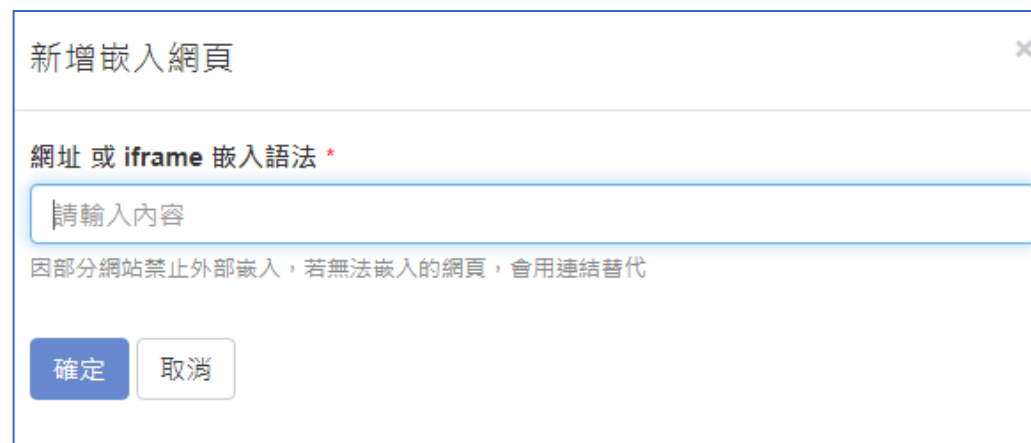 新增嵌入網頁
×
網址 或 iframe 嵌入語法 *
請輸入內容
因部分網站禁止外部嵌入，若無法嵌入的網頁，會用連結替代
確定 取消